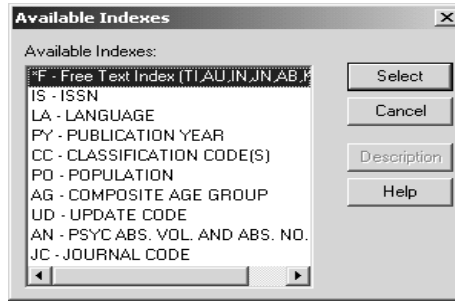 Available Indexes
Available Indexes:
*F - Free Text Index (TI,AU,IN,JN,AB,K
IS - ISSN
LA - LANGUAGE
PY - PUBLICATION YEAR
CC - CLASSIFICATION CODE(S)
PO - POPULATION
AG - COMPOSITE AGE GROUP
UD - UPDATE CODE
AN - PSYC ABS. VOL. AND ABS. NO.
JC - JOURNAL CODE
Select
Cancel
Description
Help